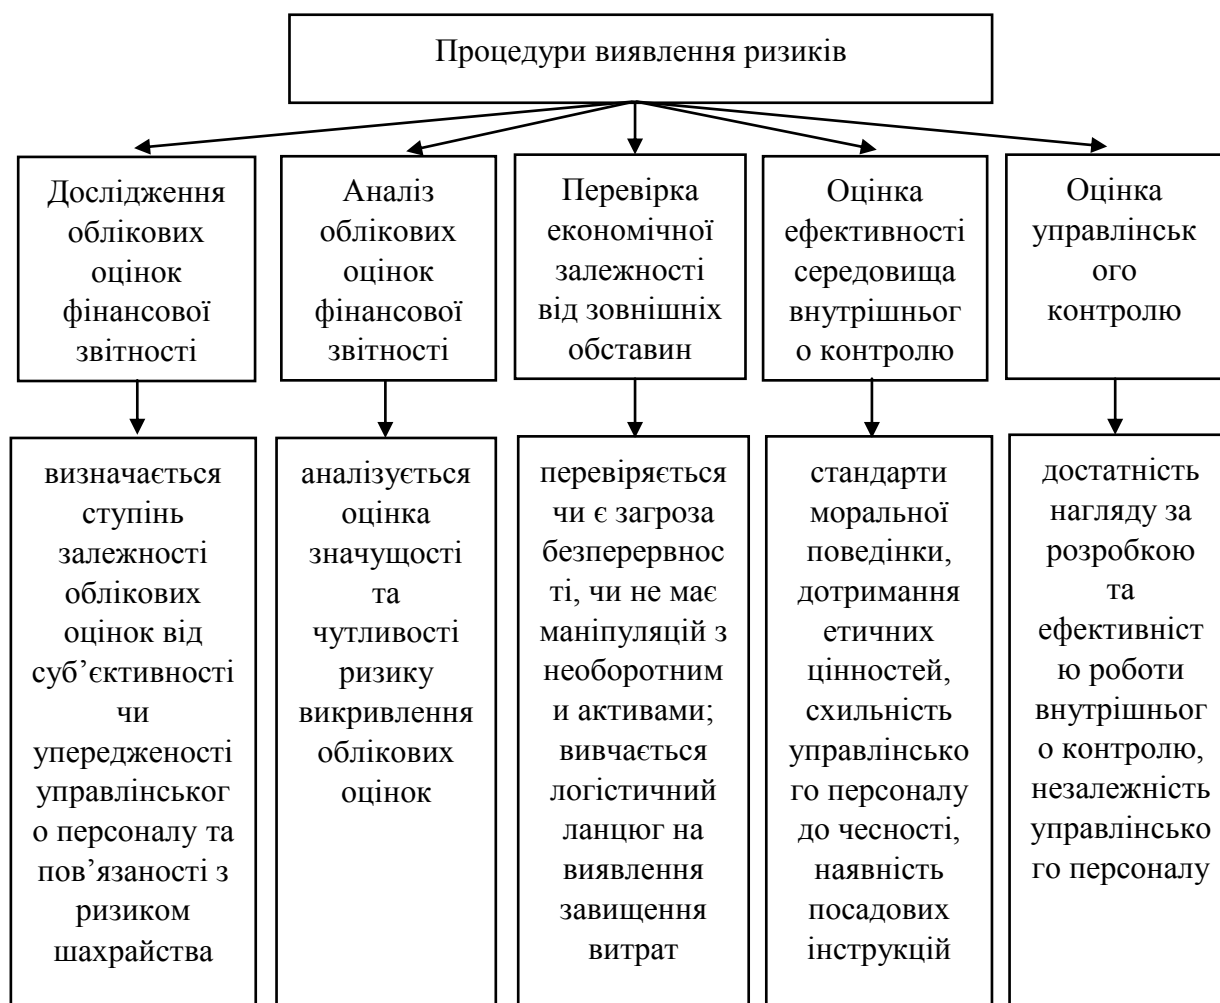 Процедури виявлення ризиків
Дослідження
облікових
оцінок
фінансової
звітності
Аналіз
облікових
оцінок
фінансової
звітності
Перевірка
економічної
залежності
від зовнішніх
обставин
Оцінка
ефективності
середовища
внутрішньог
о контролю
Оцінка
управлінськ
ого
контролю
визначається
ступінь
залежності
облікових
оцінок від
суб’єктивності
чи
упередженості
управлінськог
о персоналу та
пов’язаності з
ризиком
шахрайства
аналізується
оцінка
значущості
та
чутливості
ризику
викривлення
облікових
оцінок
перевіряється
чи є загроза
безперервнос
ті, чи не має
маніпуляцій з
необоротним
и активами;
вивчається
логістичний
ланцюг на
виявлення
завищення
витрат
стандарти
моральної
поведінки,
дотримання
етичних
цінностей,
схильність
управлінсько
го персоналу
до чесності,
наявність
посадових
інструкцій
достатність
нагляду за
розробкою
та
ефективніст
ю роботи
внутрішньог
о контролю,
незалежність
управлінсько
го персоналу